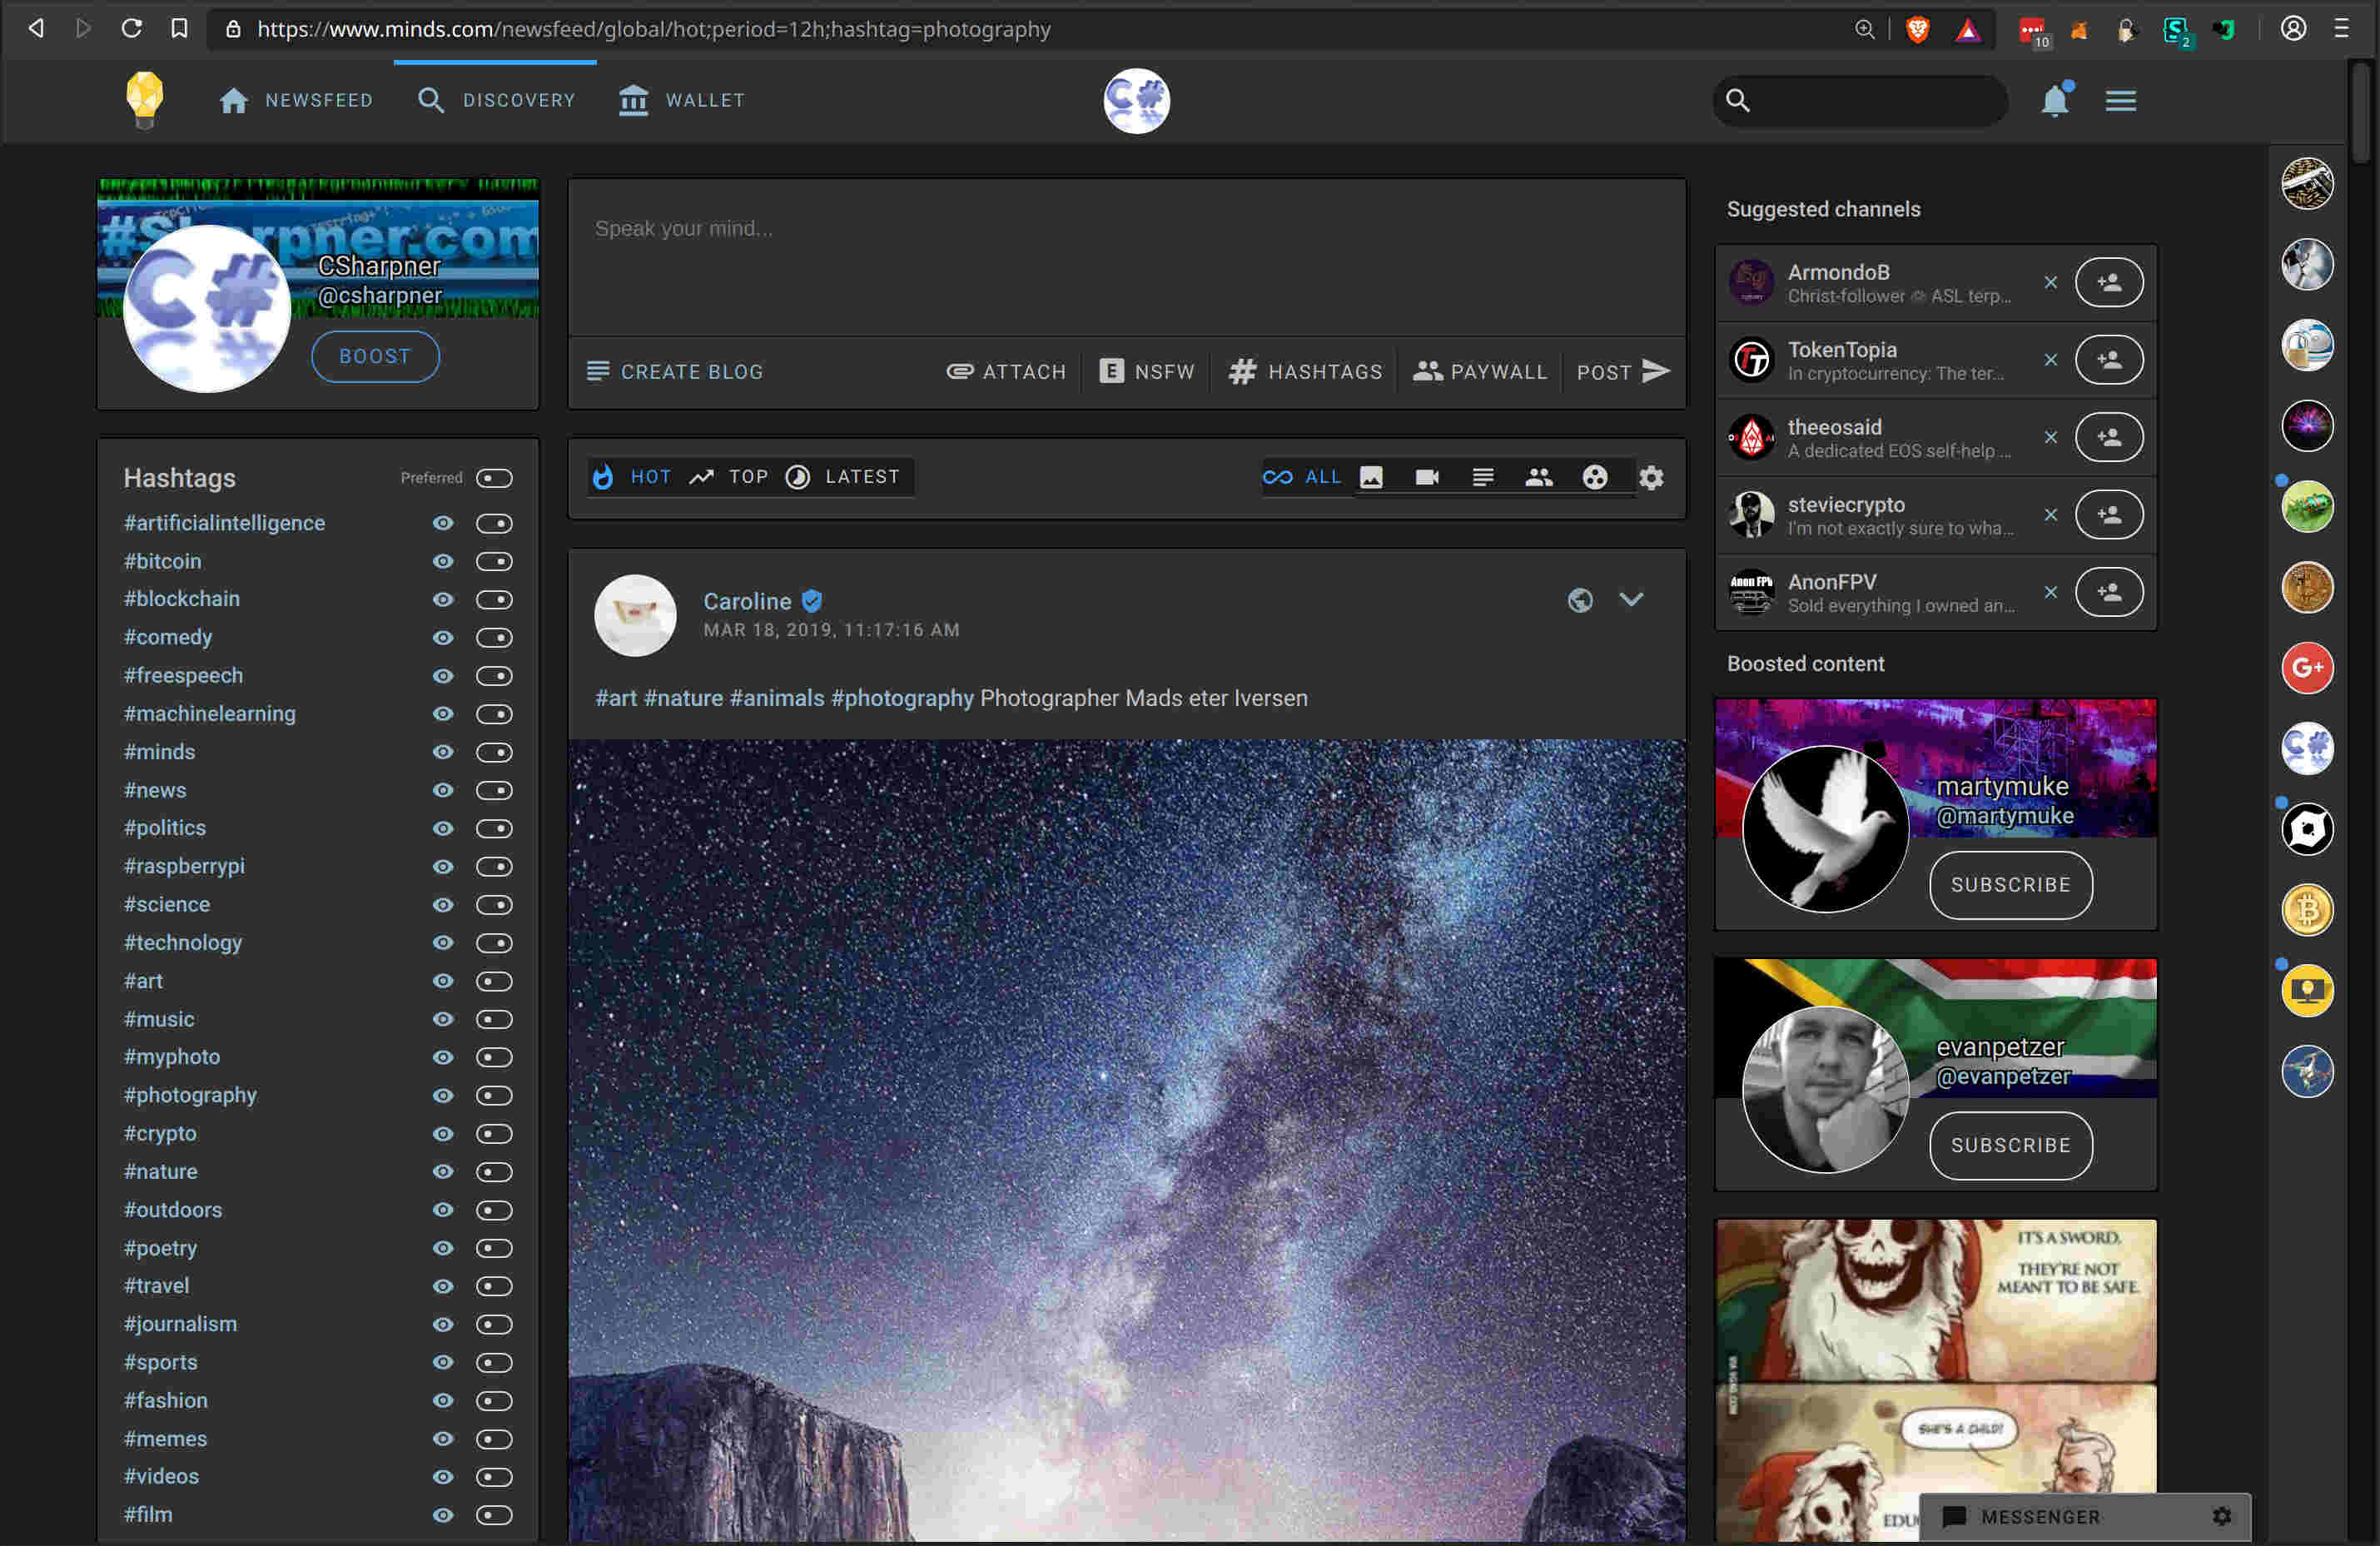 https://www.minds.com/newsfeed/global/hot;period=12h;hashtag=photography
10
2
NEWSFEED
DISCOVERY
WALLET
C#
#Sharpner.com
C#
CSharpner
@csharpner
BOOST
Hashtags
Preferred
#artificialintelligence
#bitcoin
#blockchain
#comedy
#freespeech
#machinelearning
#minds
#news
#politics
#raspberrypi
#science
#technology
#art
#music
#myphoto
#photography
#crypto
#nature
#outdoors
#poetry
#travel
#journalism
#sports
#fashion
#memes
#videos
#film
Speak your mind...
CREATE BLOG
ATTACH
E NSFW
HASHTAGS
PAYWALL
POST
HOT
TOP
LATEST
ALL
Caroline
MAR 18, 2019, 11:17:16 AM
#art #nature #animals #photography Photographer Mads eter Iversen
Suggested channels
ArmondoB
Christ-follower ASL terp...
TokenTopia
In cryptocurrency: The ter...
TT
theeosaid
A dedicated EOS self-help ...
steviecrypto
I'm not exactly sure to wha...
Anon FPV
AnonFPV
Sold everything I owned an...
Boosted content
martymuke
@martymuke
SUBSCRIBE
evanpetzer
@evanpetzer
SUBSCRIBE
IT'S A SWORD.
THEY'RE NOT
MEANT TO BE SAFE.
SHE'S A CHILD!
EDU
MESSENGER
G+
C#